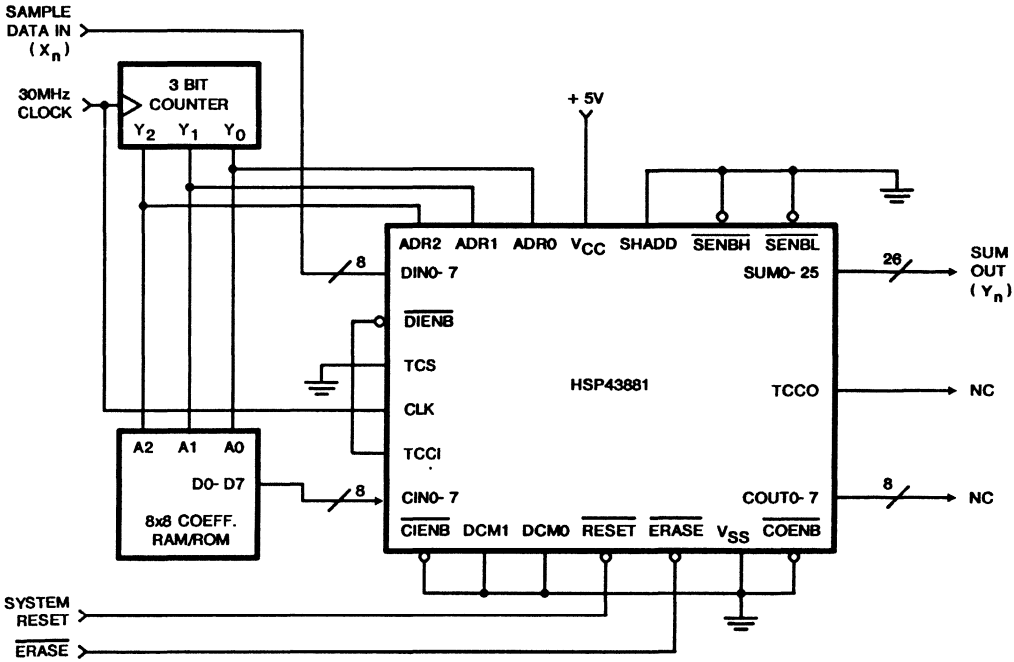 SAMPLE
DATA IN
(Xn)
30MHz
CLOCK
3 BIT
COUNTER
Y2 Y1 Y0
+ 5V
ADR2 ADR1 ADR0 VCC SHADD SENBH SENBL
8
DIN0- 7
SUM0- 25
26
SUM
OUT
(Yn)
DIENB
TCS
HSP43881
TCCO
NC
CLK
TCCI
A2 A1 A0
D0- D7
8
CIN0- 7
COUT0- 7
8
NC
8x8 COEFF.
RAM/ROM
CIENB DCM1 DCM0 RESET ERASE VSS COENB
SYSTEM
RESET
ERASE